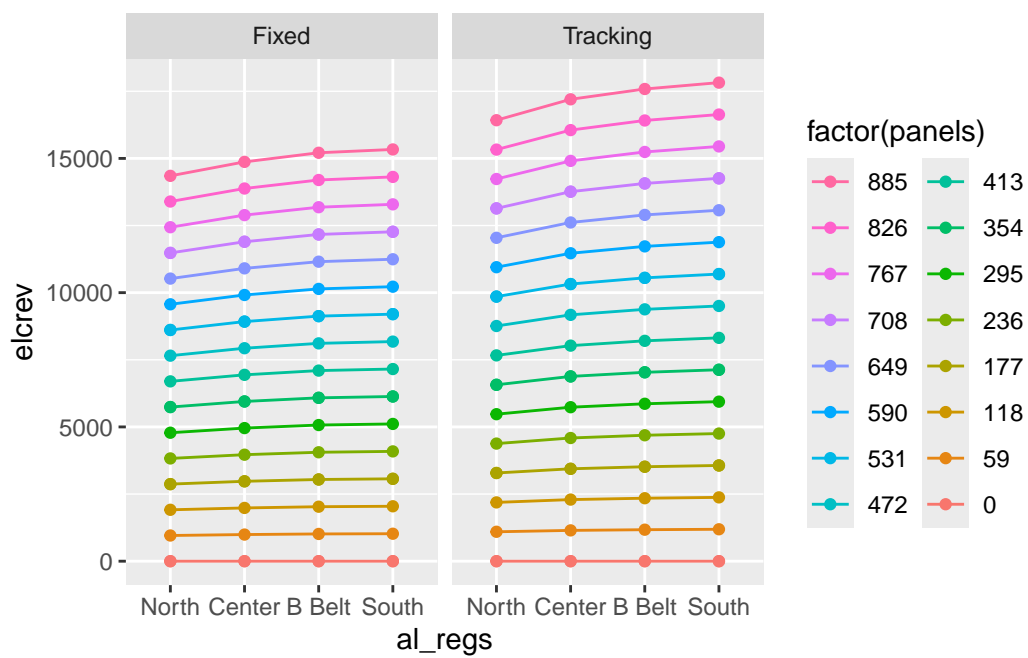 Fixed
Tracking
15000
10000
5000
0
elcrev
North Center B Belt South
North Center B Belt South
al_regs
factor(panels)
885
826
767
708
649
590
531
472
413
354
295
236
177
118
59
0